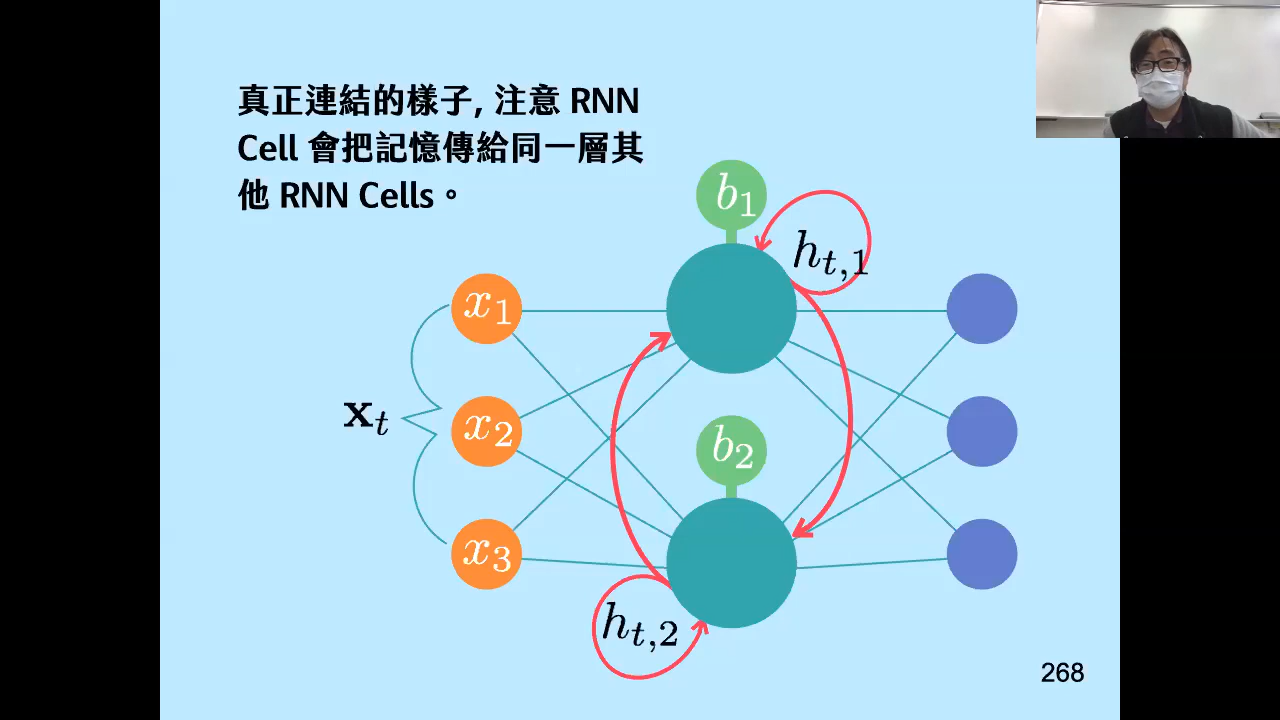 真正連結的樣子, 注意 RNN
Cell 會把記憶傳給同一層其
他 RNN Cells。
b1
ht,1
x1
xt
x2
b2
x3
ht,2
268